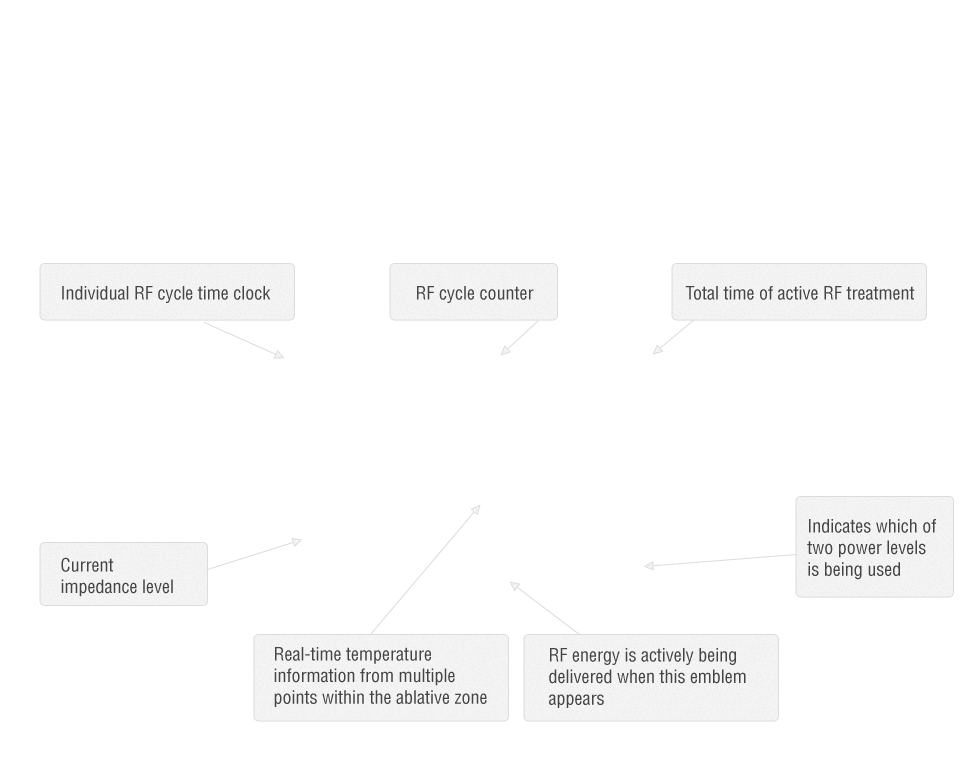 Individual RF cycle time clock
RF cycle counter
Total time of active RF treatment
Indicates which of
two power levels
is being used
Current
impedance level
Real-time temperature
information from multiple
points within the ablative zone
RF energy is actively being
delivered when this emblem
appears